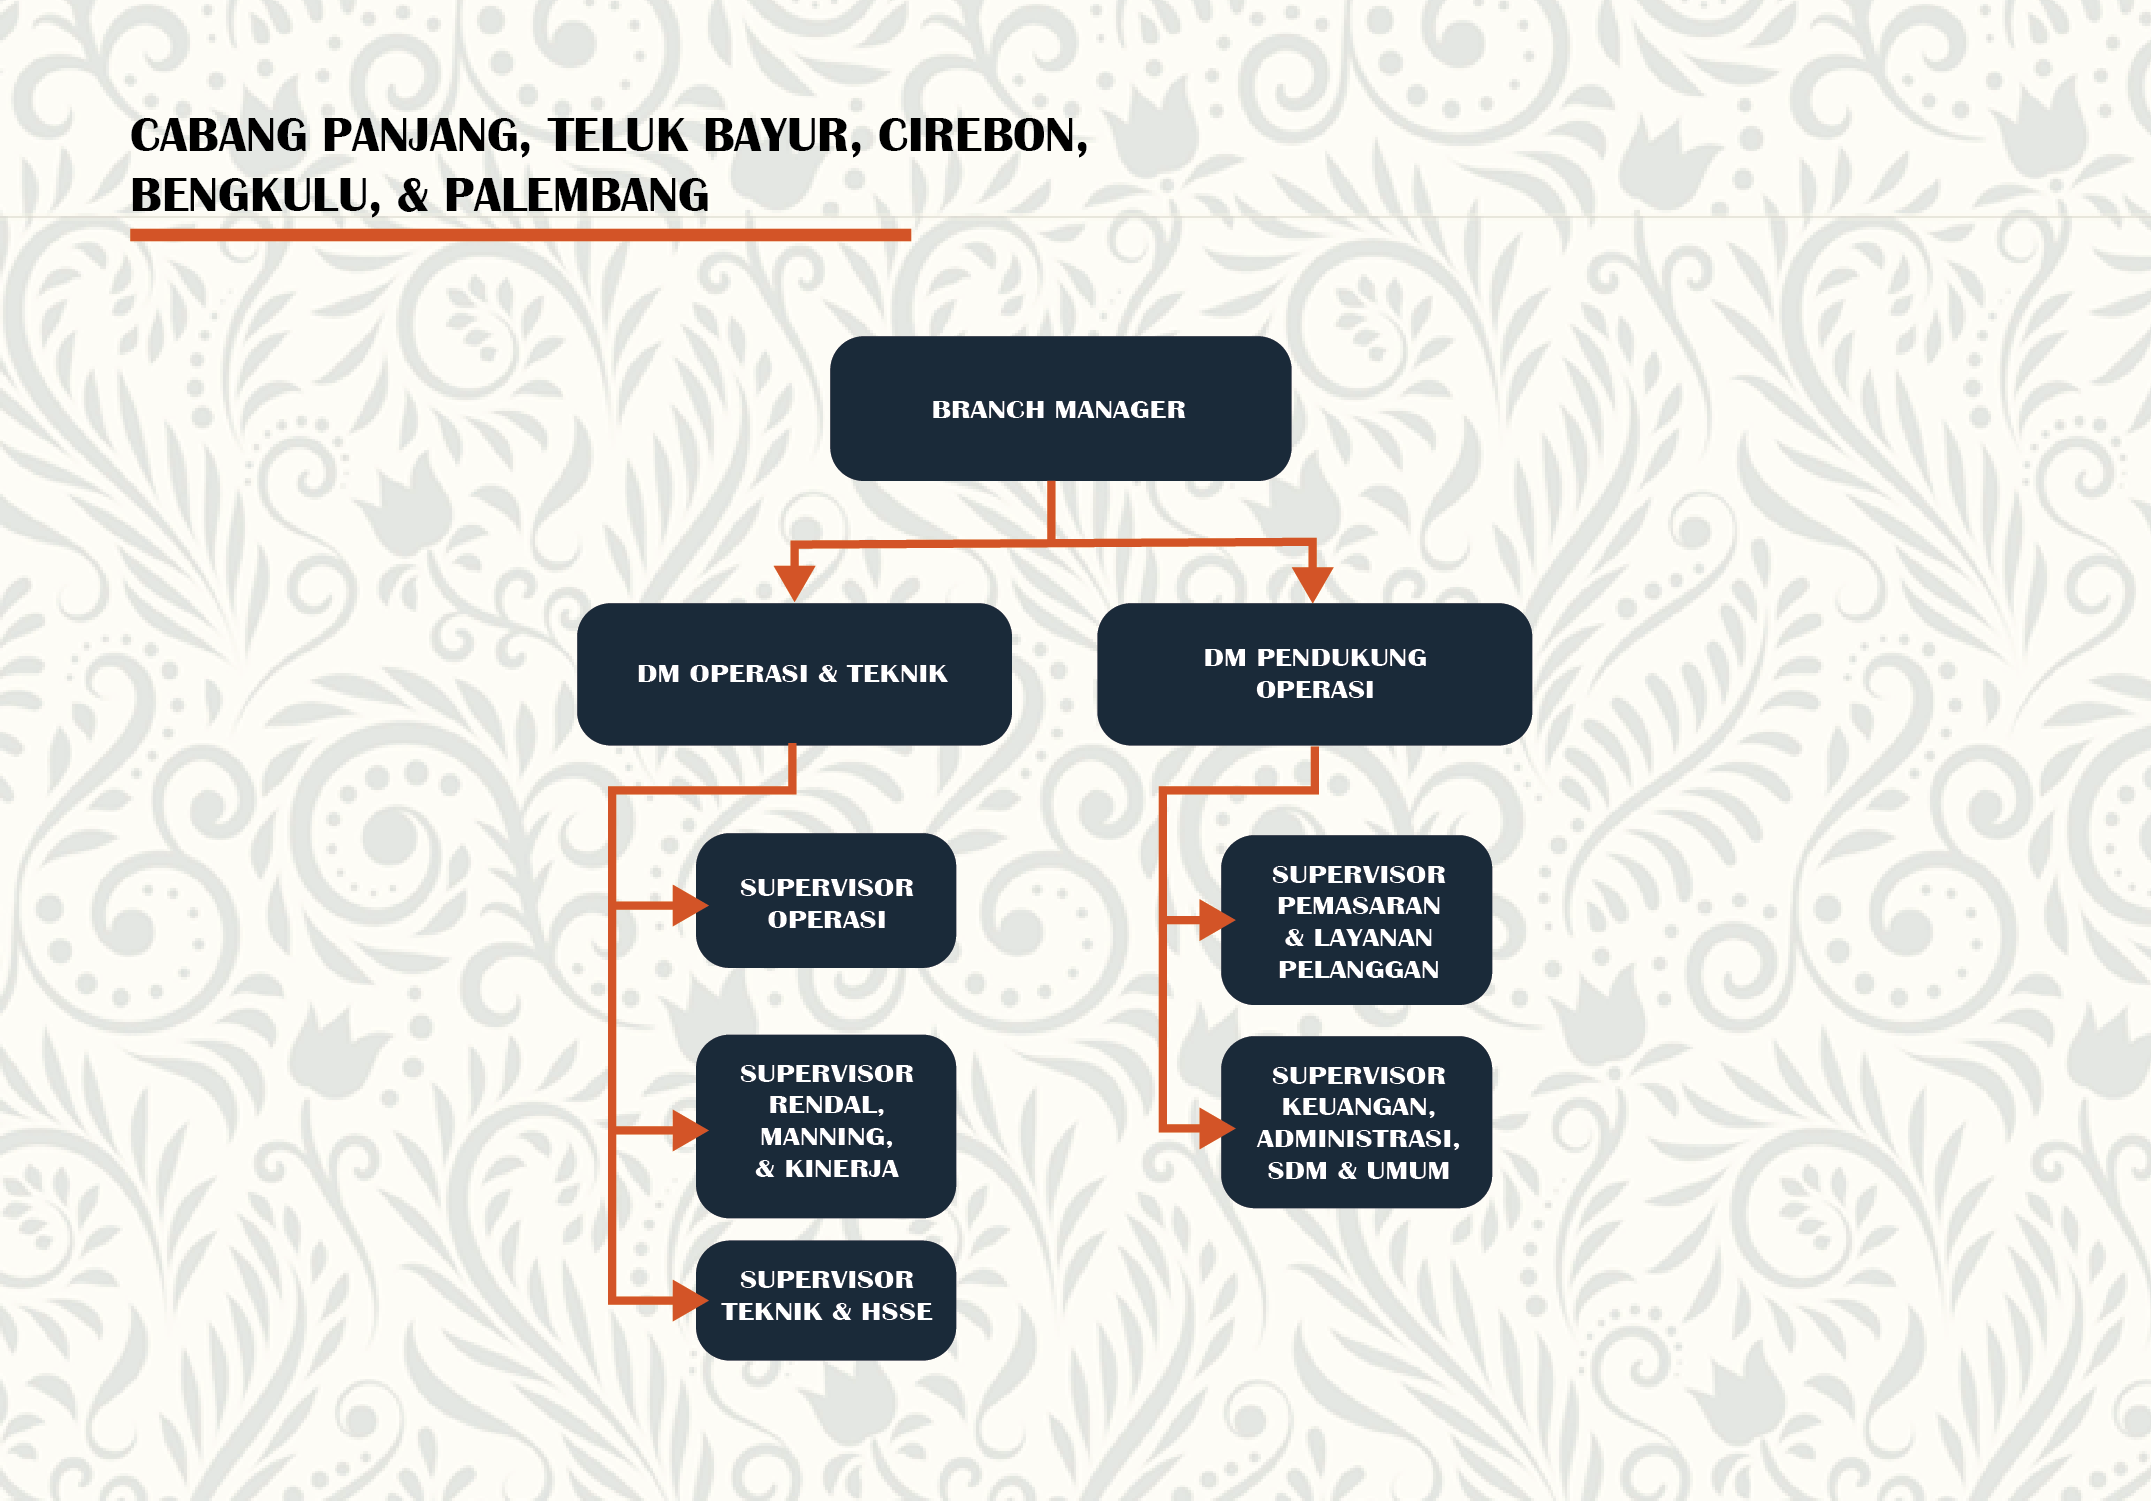 CABANG PANJANG, TELUK BAYUR, CIREBON,
BENGKULU, & PALEMBANG
BRANCH MANAGER
DM OPERASI & TEKNIK
DM PENDUKUNG
OPERASI
SUPERVISOR
OPERASI
SUPERVISOR
RENDAL,
MANNING,
& KINERJA
SUPERVISOR
TEKNIK & HSSE
SUPERVISOR
PEMASARAN
& LAYANAN
PELANGGAN
SUPERVISOR
KEUANGAN,
ADMINISTRASI,
SDM & UMUM